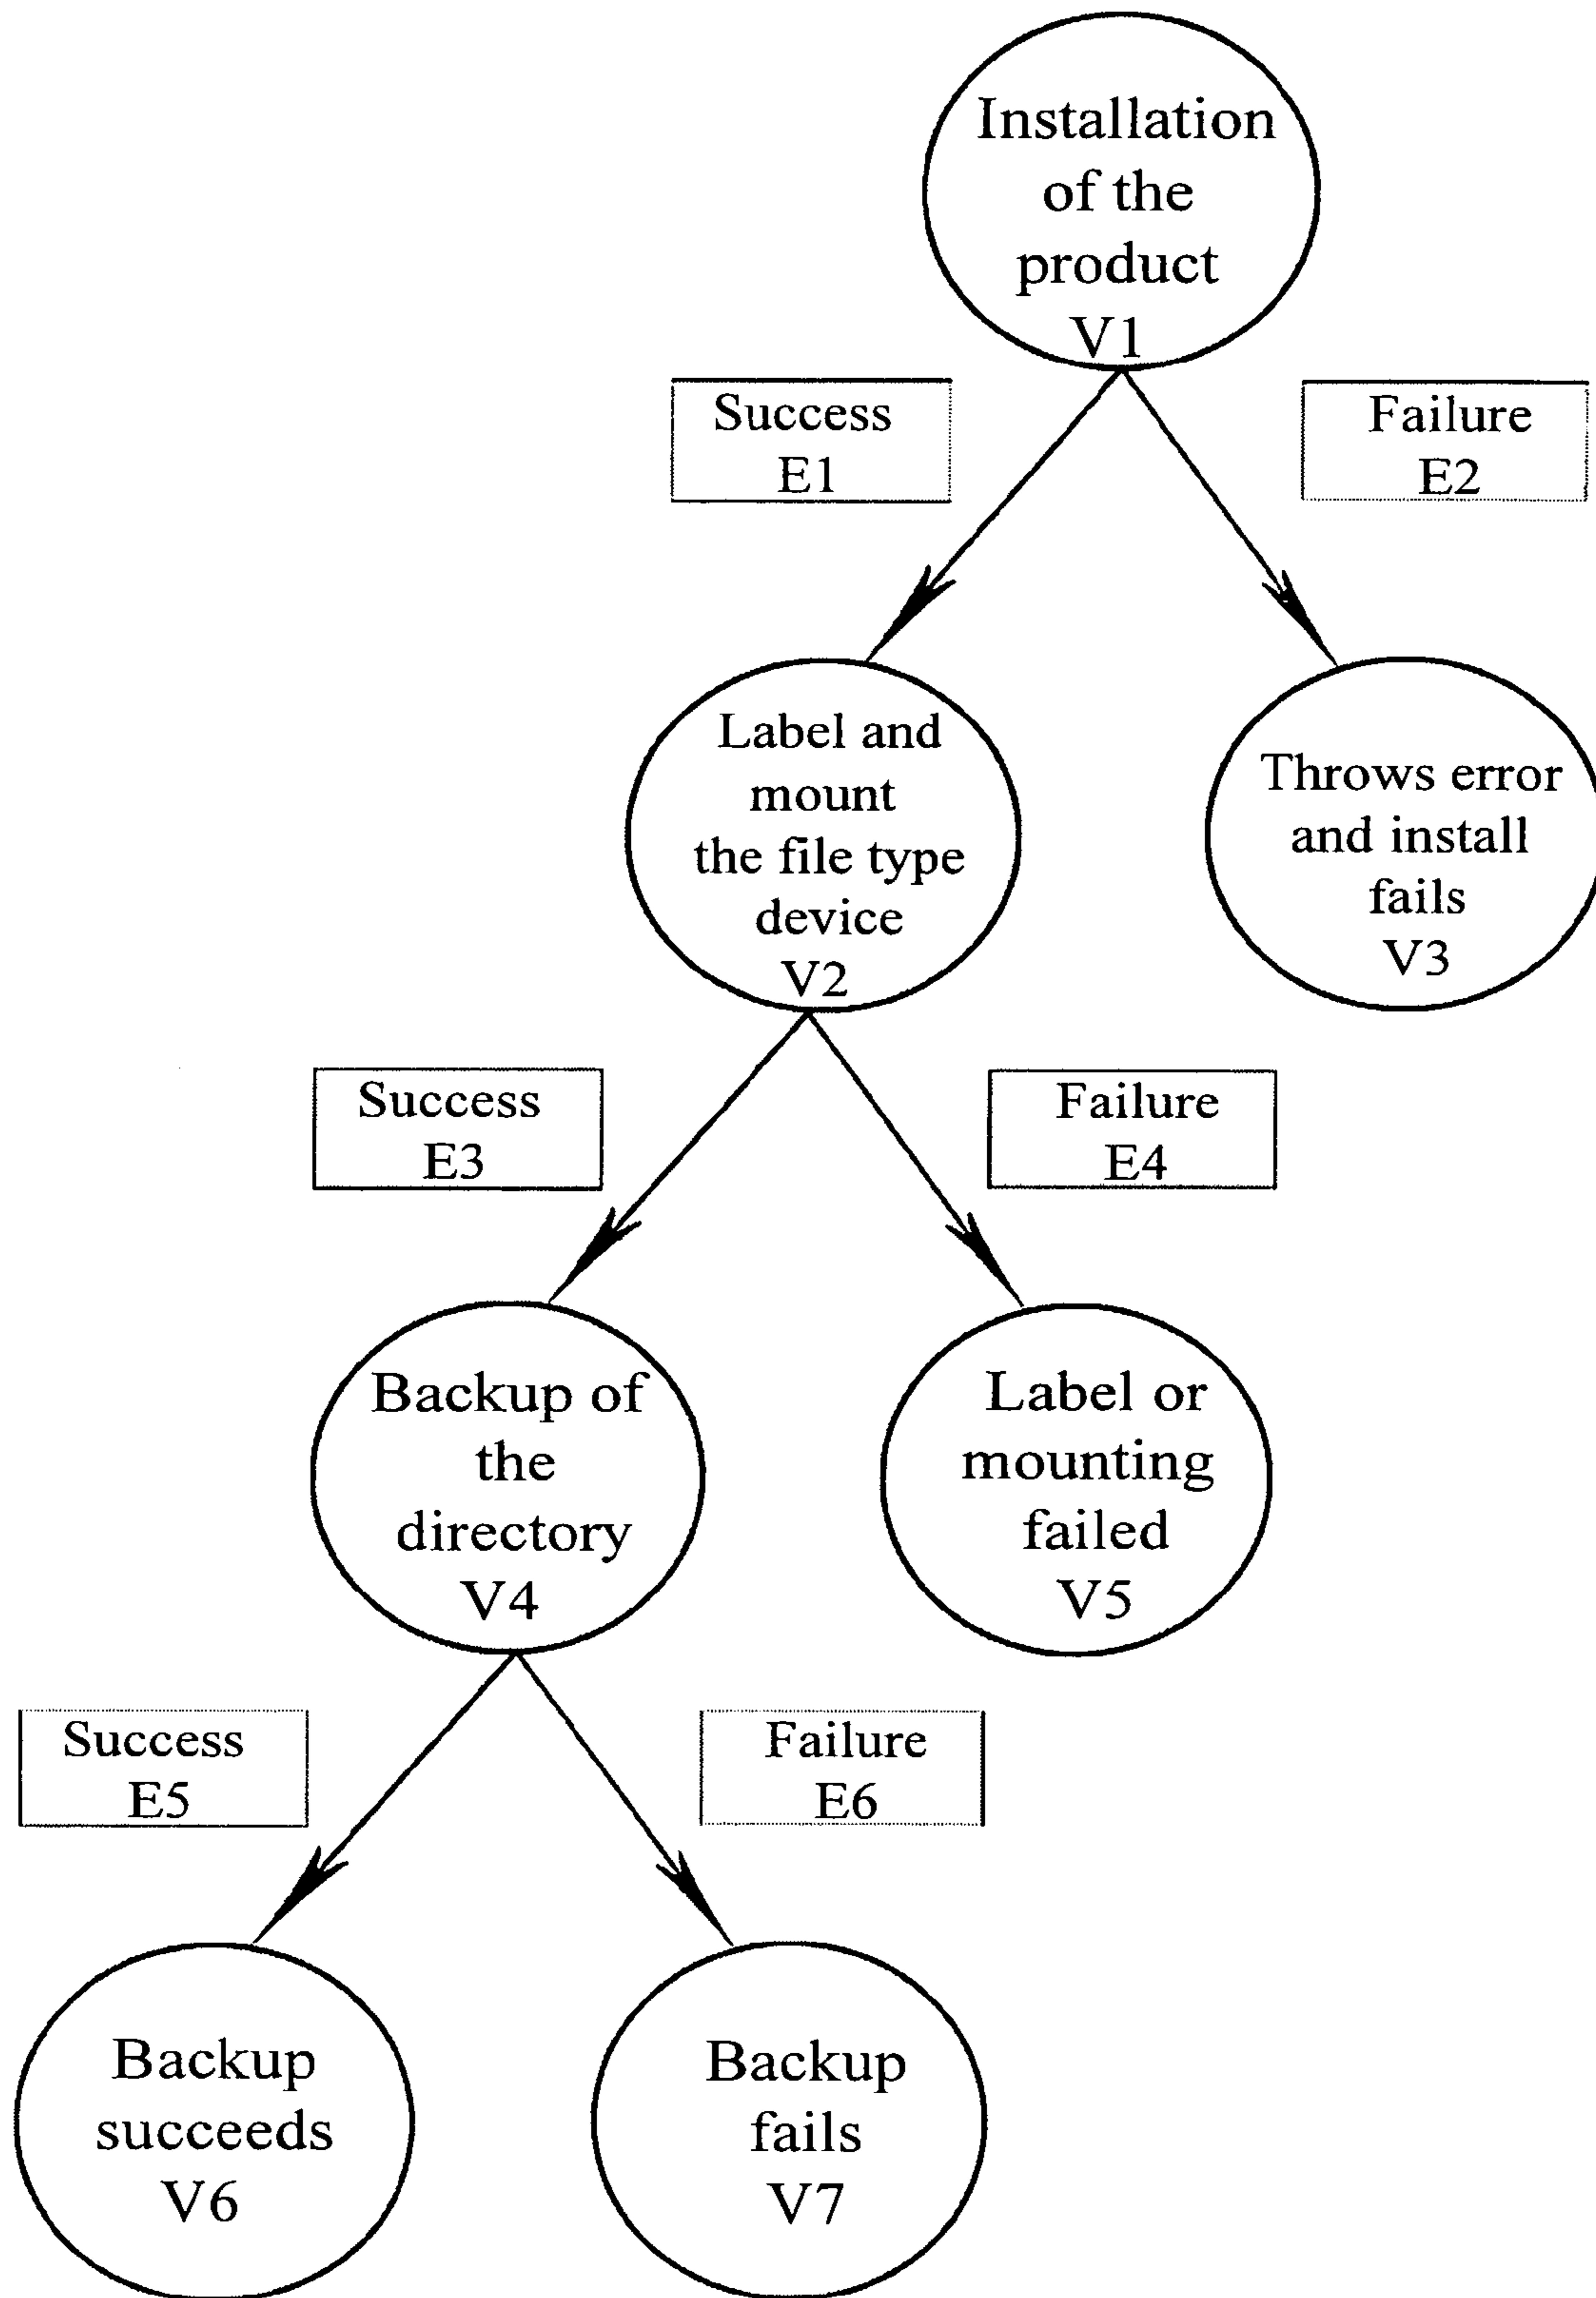 Installation
of the
product
V1
Success
E1
Failure
E2
Label and
mount
the file type
device
V2
Throws error
and install
fails
V3
Success
E3
Failure
E4
Backup of
the
directory
V4
Label or
mounting
failed
V5
Success
E5
Failure
E6
Backup
succeeds
V6
Backup
fails
V7